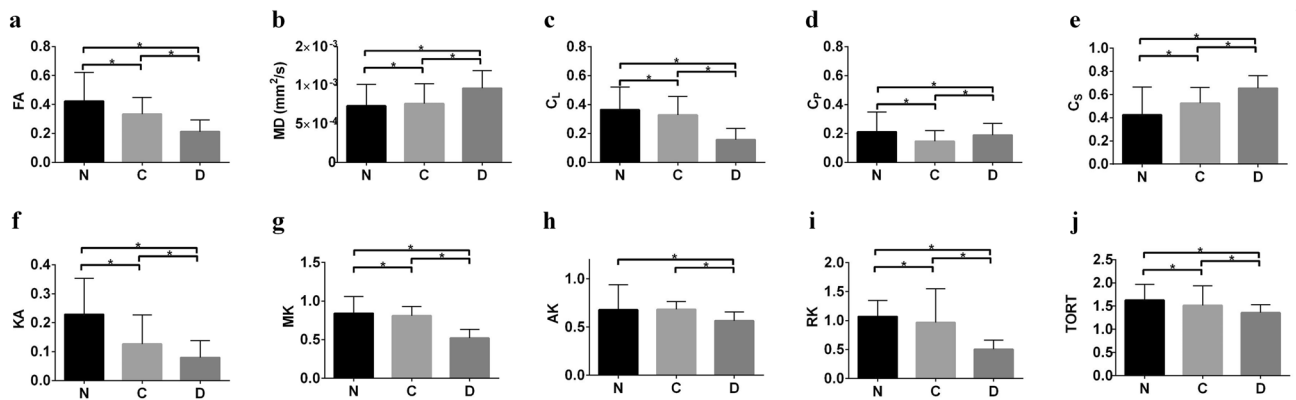 a
FA
0.8
0.6
0.4
0.2
0.0
* * *
N C D
b
MD (mm²/s)
2×10⁻³
1×10⁻³
5×10⁻⁴
0
* * *
N C D
c
C_L
0.8
0.6
0.4
0.2
0.0
* * *
N C D
d
C_P
0.8
0.6
0.4
0.2
0.0
* * *
N C D
e
C_S
1.0
0.8
0.6
0.4
0.2
0.0
* * *
N C D
f
KA
0.4
0.3
0.2
0.1
0.0
* * *
N C D
g
MK
1.5
1.0
0.5
0.0
* * *
N C D
h
AK
1.0
0.5
0.0
* *
N C D
i
RK
2.0
1.5
1.0
0.5
0.0
* * *
N C D
j
TORT
2.5
2.0
1.5
1.0
0.5
0.0
* * *
N C D